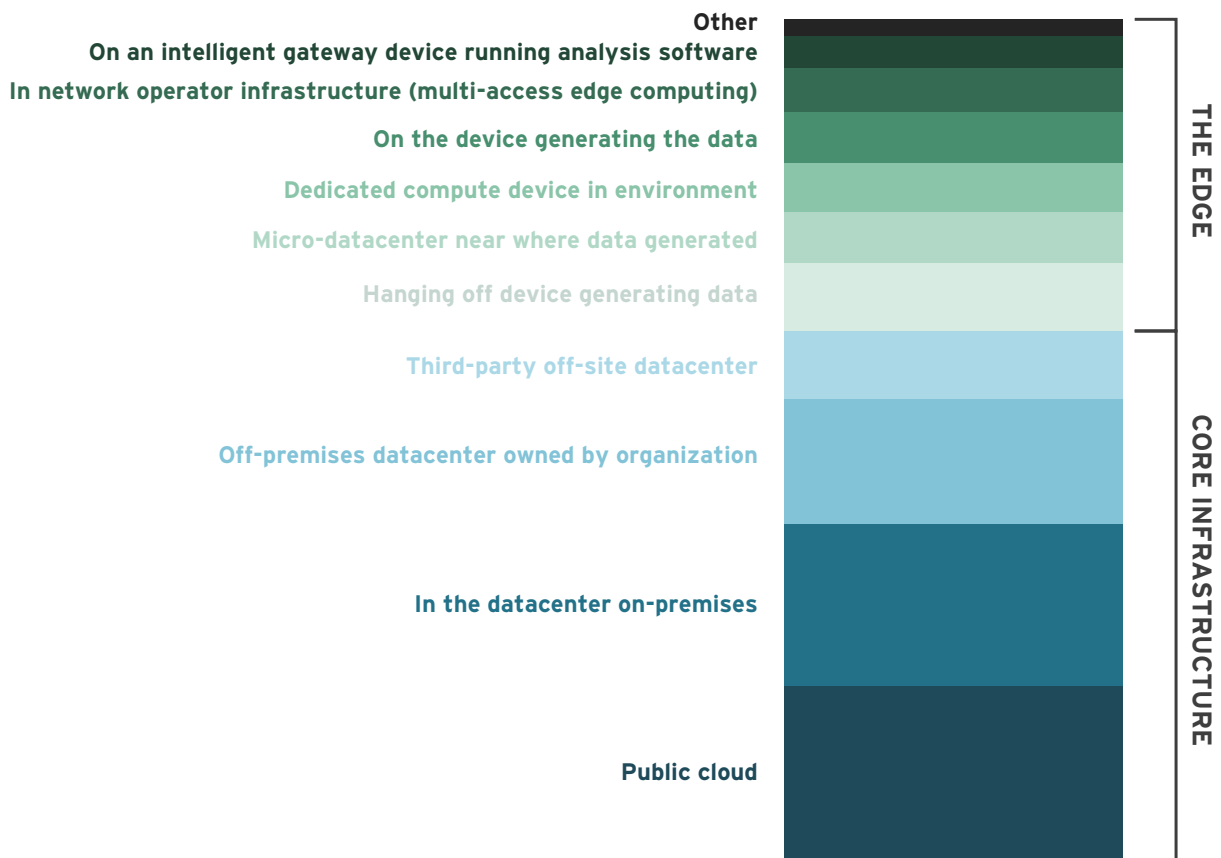 Other
On an intelligent gateway device running analysis software
In network operator infrastructure (multi-access edge computing)
On the device generating the data
Dedicated compute device in environment
Micro-datacenter near where data generated
Hanging off device generating data
Third-party off-site datacenter
Off-premises datacenter owned by organization
In the datacenter on-premises
Public cloud
THE EDGE
CORE INFRASTRUCTURE